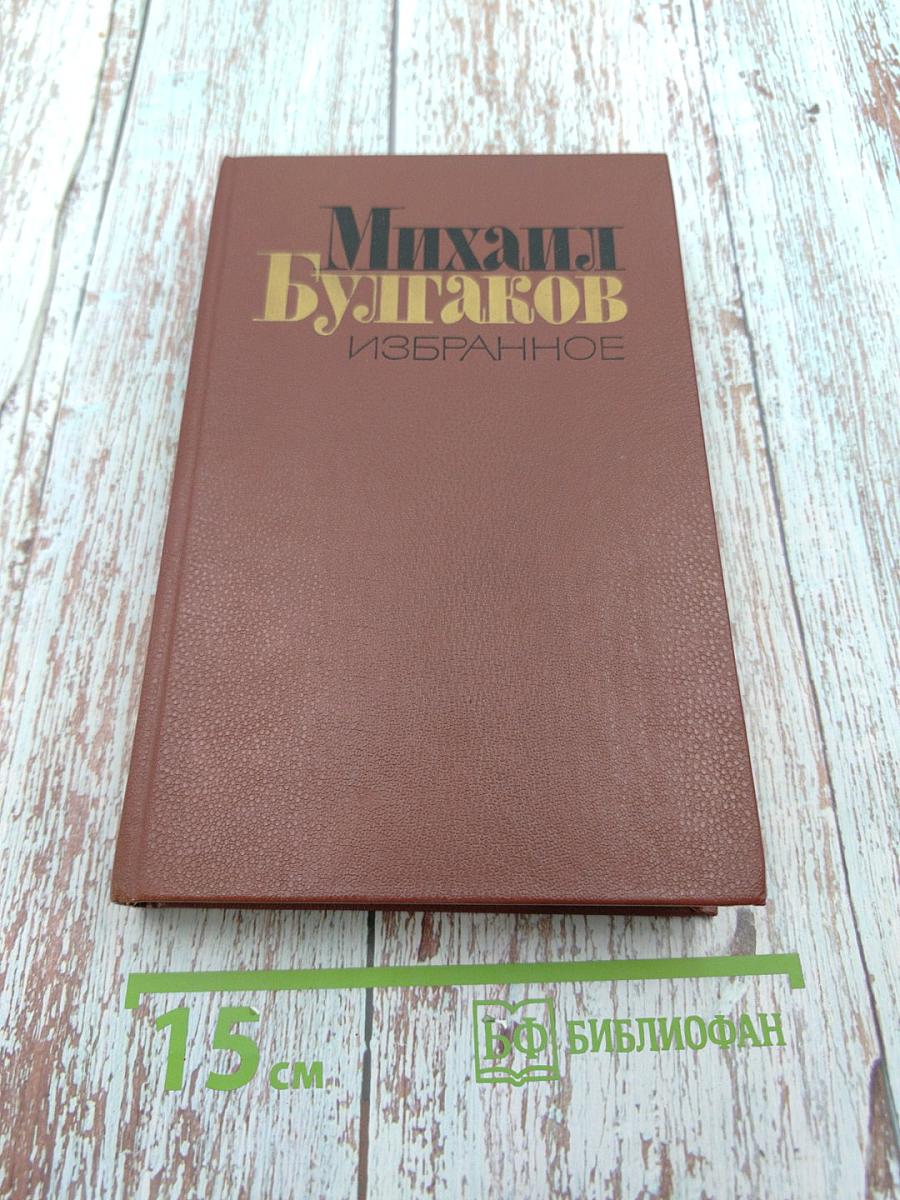 Михаил
Булгаков
ИЗБРАННОЕ
15 см
БФ БИБЛИОФАН